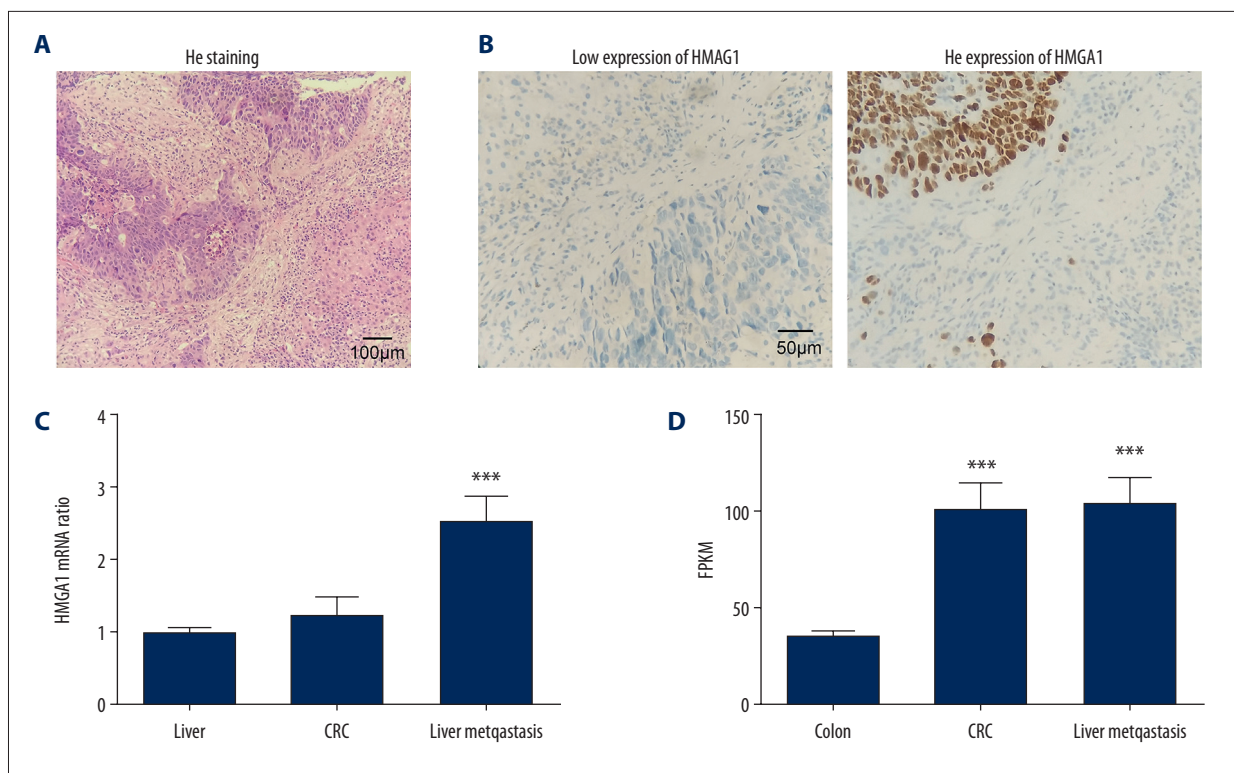 A
He staining
100µm
B
Low expression of HMAG1
50µm
He expression of HMGA1
C
HMGA1 mRNA ratio
4
3
2
1
0
***
Liver
CRC
Liver metqastasis
D
FPKM
150
100
50
0
***
***
Colon
CRC
Liver metqastasis